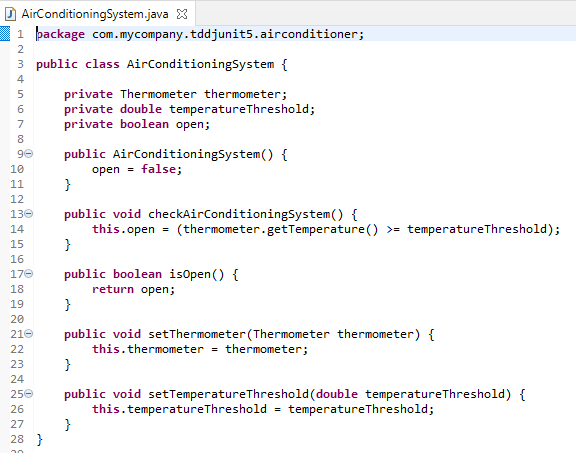 AirConditioningSystem.java
1 package com.mycompany.tddjunit5.airconditioner;
2
3 public class AirConditioningSystem {
4
5     private Thermometer thermometer;
6     private double temperatureThreshold;
7     private boolean open;
8
9     public AirConditioningSystem() {
10         open = false;
11     }
12
13     public void checkAirConditioningSystem() {
14         this.open = (thermometer.getTemperature() >= temperatureThreshold);
15     }
16
17     public boolean isOpen() {
18         return open;
19     }
20
21     public void setThermometer(Thermometer thermometer) {
22         this.thermometer = thermometer;
23     }
24
25     public void setTemperatureThreshold(double temperatureThreshold) {
26         this.temperatureThreshold = temperatureThreshold;
27     }
28 }